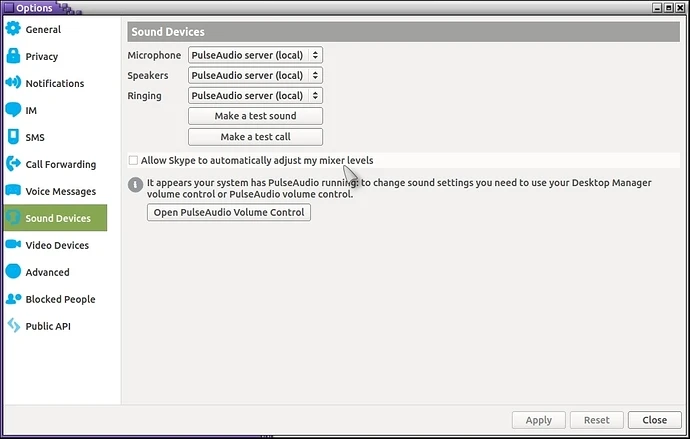 Options
General
Privacy
Notifications
IM
SMS
Call Forwarding
Voice Messages
Sound Devices
Video Devices
Advanced
Blocked People
Public API
Sound Devices
Microphone PulseAudio server (local)
Speakers PulseAudio server (local)
Ringing PulseAudio server (local)
Make a test sound
Make a test call
Allow Skype to automatically adjust my mixer levels
It appears your system has PulseAudio running: to change sound settings you need to use your Desktop Manager
volume control or PulseAudio volume control.
Open PulseAudio Volume Control
Apply Reset Close